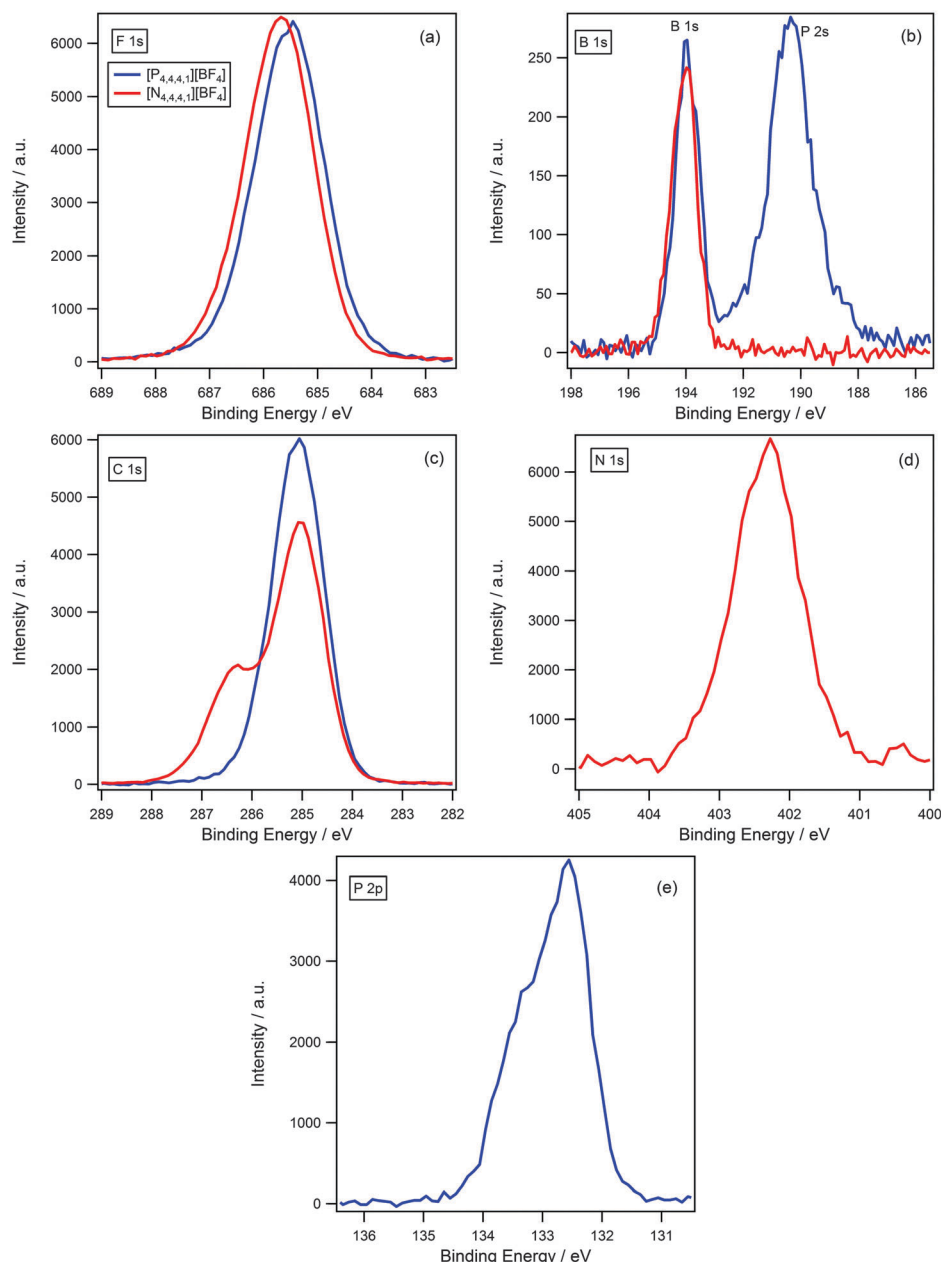 F 1s
(a)
[P4,4,4,1][BF4]
[N4,4,4,1][BF4]
6000
5000
4000
3000
2000
1000
0
Intensity / a.u.
689 688 687 686 685 684 683
Binding Energy / eV
B 1s
B 1s
P 2s
(b)
250
200
150
100
50
0
Intensity / a.u.
198 196 194 192 190 188 186
Binding Energy / eV
C 1s
(c)
6000
5000
4000
3000
2000
1000
0
Intensity / a.u.
289 288 287 286 285 284 283 282
Binding Energy / eV
N 1s
(d)
6000
5000
4000
3000
2000
1000
0
Intensity / a.u.
405 404 403 402 401 400
Binding Energy / eV
P 2p
(e)
4000
3000
2000
1000
0
Intensity / a.u.
136 135 134 133 132 131
Binding Energy / eV